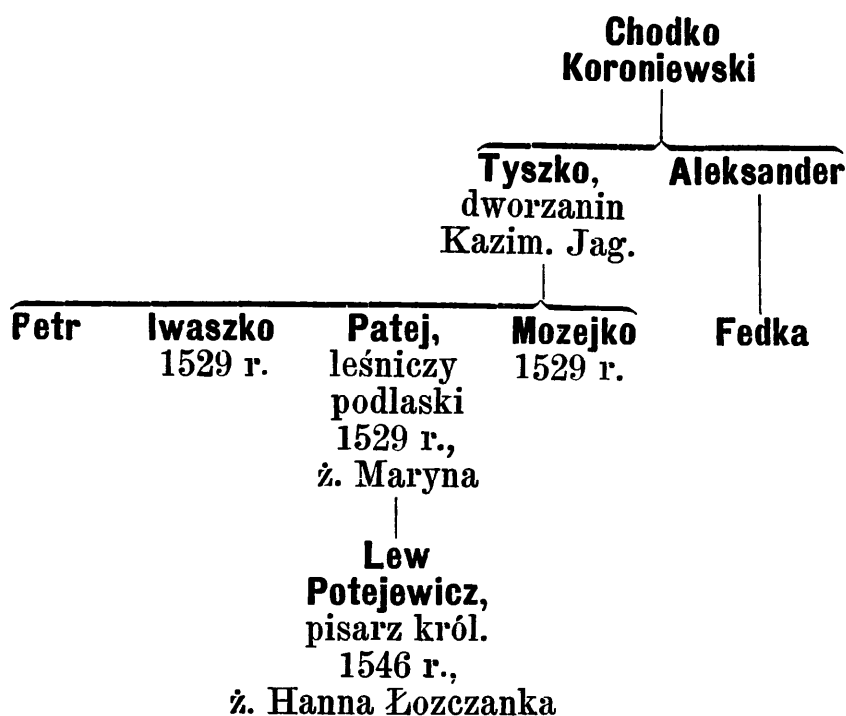 Chodko
Koroniewski
Tyszko,
dworzanin
Kazim. Jag.
Aleksander
Petr
Iwaszko
1529 r.
Patej,
leśniczy
podlaski
1529 r.,
ż. Maryna
Mozejko
1529 r.
Fedka
Lew
Potejewicz,
pisarz król.
1546 r.,
ż. Hanna Łozczanka